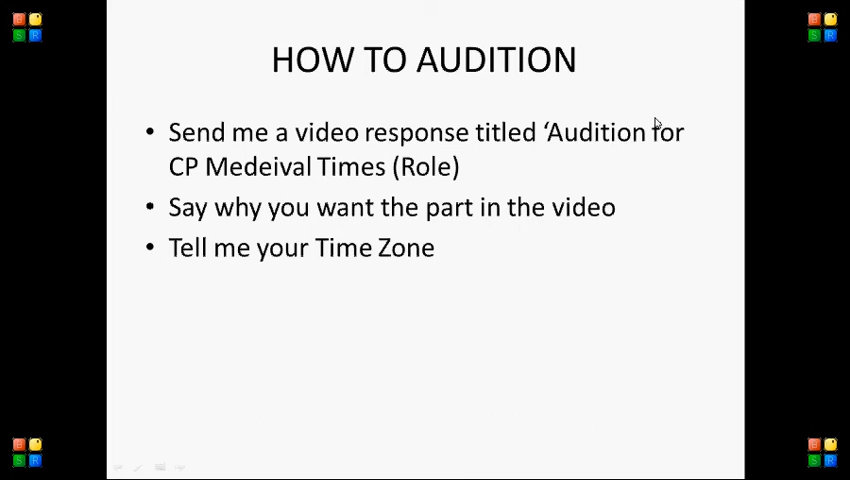 HOW TO AUDITION
• Send me a video response titled ‘Audition for
CP Medeival Times (Role)
• Say why you want the part in the video
• Tell me your Time Zone
B
S R
B
S R
B
S R
B
S R